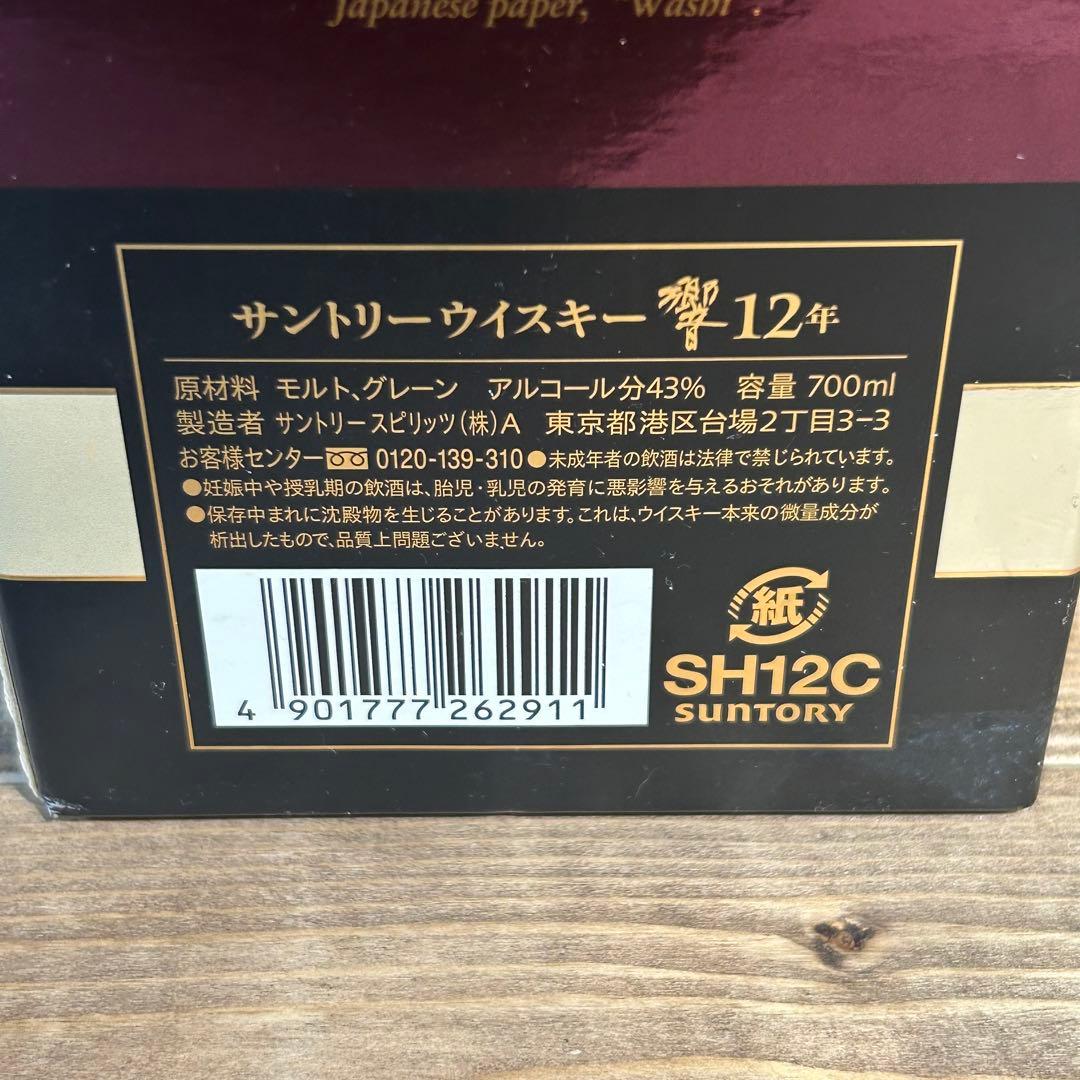 Japanese paper, "Washi".
サントリーウイスキー響12年
原材料 モルト、グレーン アルコール分43% 容量 700ml
製造者 サントリースピリッツ(株)A 東京都港区台場2丁目3-3
お客様センター 0120-139-310 ●未成年者の飲酒は法律で禁じられています。
●妊娠中や授乳期の飲酒は、胎児・乳児の発育に悪影響を与えるおそれがあります。
●保存中まれに沈殿物を生じることがあります。これは、ウイスキー本来の微量成分が
析出したもので、品質上問題ございません。
紙
SH12C
SUNTORY
4 901777 262911